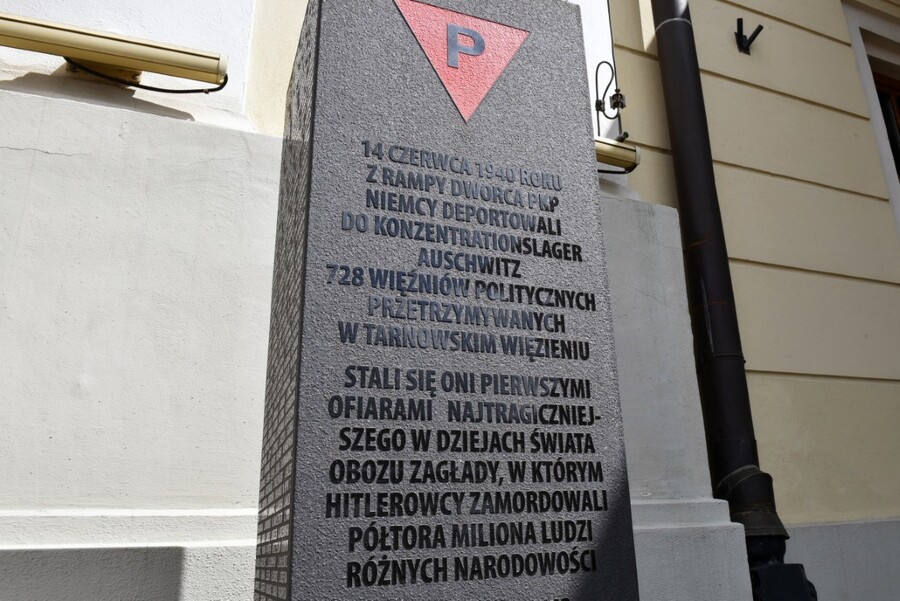 P
14 CZERWCA 1940 ROKU
Z RAMPY DWORCA PKP
NIEMCY DEPORTOWALI
DO KONZENTRATIONSLAGER
AUSCHWITZ
728 WIĘŹNIÓW POLITYCZNYCH
PRZETRZYMYWANYCH
W TARNOWSKIM WIĘZIENIU
STALI SIĘ ONI PIERWSZYMI
OFIARAMI NAJTRAGICZNIEJ-
SZEGO W DZIEJACH ŚWIATA
OBOZU ZAGŁADY, W KTÓRYM
HITLEROWCY ZAMORDOWALI
PÓŁTORA MILIONA LUDZI
RÓŻNYCH NARODOWOŚCI